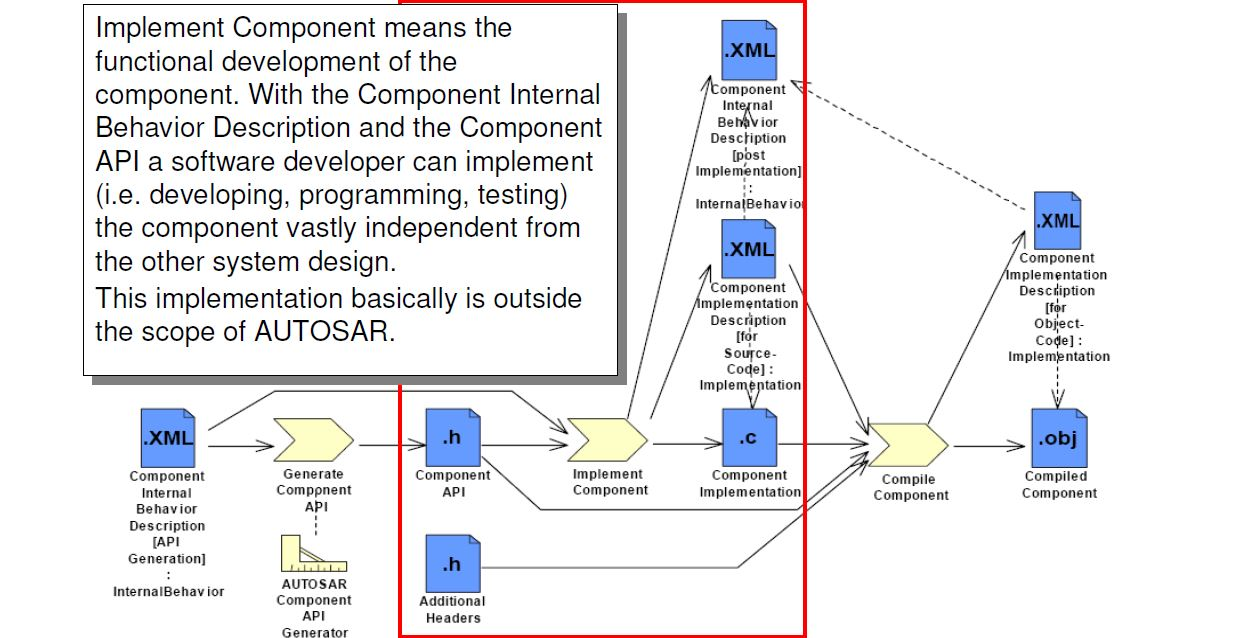 Implement Component means the
functional development of the
component. With the Component Internal
Behavior Description and the Component
API a software developer can implement
(i.e. developing, programming, testing)
the component vastly independent from
the other system design.
This implementation basically is outside
the scope of AUTOSAR.
.XML
Component
Internal
Behavior
Description
[post
Implementation]
:
InternalBehavior
.XML
Component
Implementation
Description
[for
Source-
Code] :
Implementation
.XML
Component
Implementation
Description
[for
Object-
Code] :
Implementation
.XML
Component
Internal
Behavior
Description
[API
Generation]
:
InternalBehavior
Generate
Component
API
AUTOSAR
Component
API
Generator
.h
Component
API
.h
Additional
Headers
Implement
Component
.c
Component
Implementation
Compile
Component
.obj
Compiled
Component